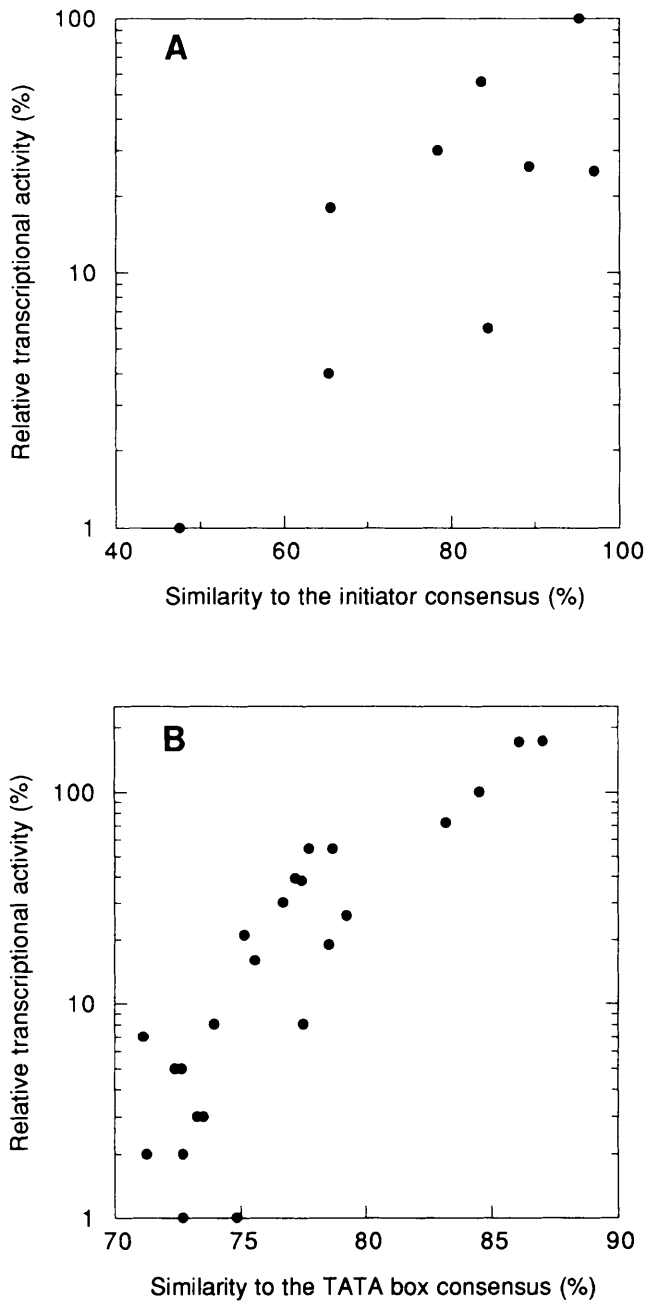 A
Relative transcriptional activity (%)
100
10
1
40 60 80 100
Similarity to the initiator consensus (%)
B
Relative transcriptional activity (%)
100
10
1
70 75 80 85 90
Similarity to the TATA box consensus (%)